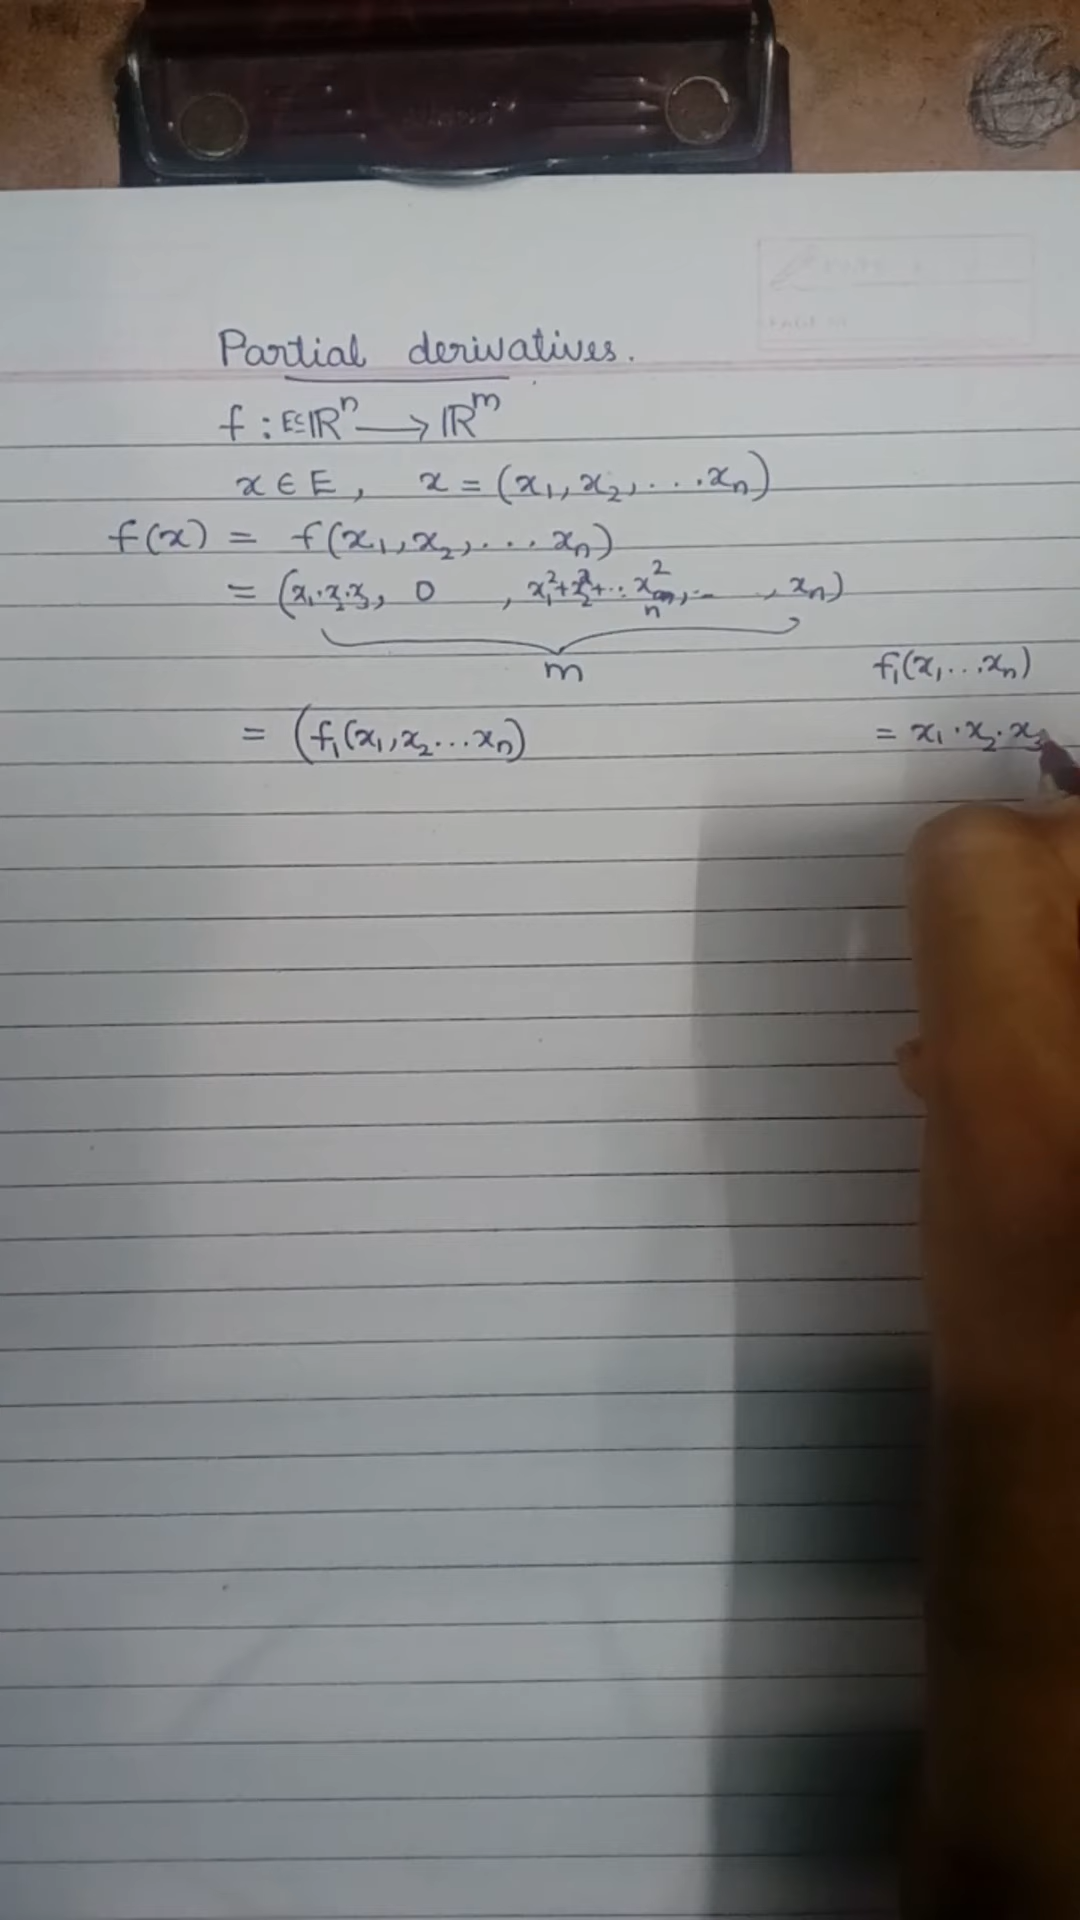 Partial derivatives.
f : E⊆ℝⁿ ⟶ ℝᵐ
x ∈ E, x = (x₁, x₂, ... xₙ)
f(x) = f(x₁, x₂, ... xₙ)
= (x₁·x₂·x₃, 0 , x₁²+x₂²+... xₙ², ... , xₙ)
m
f₁(x₁...xₙ)
= (f₁(x₁, x₂...xₙ)
= x₁·x₂·x₃